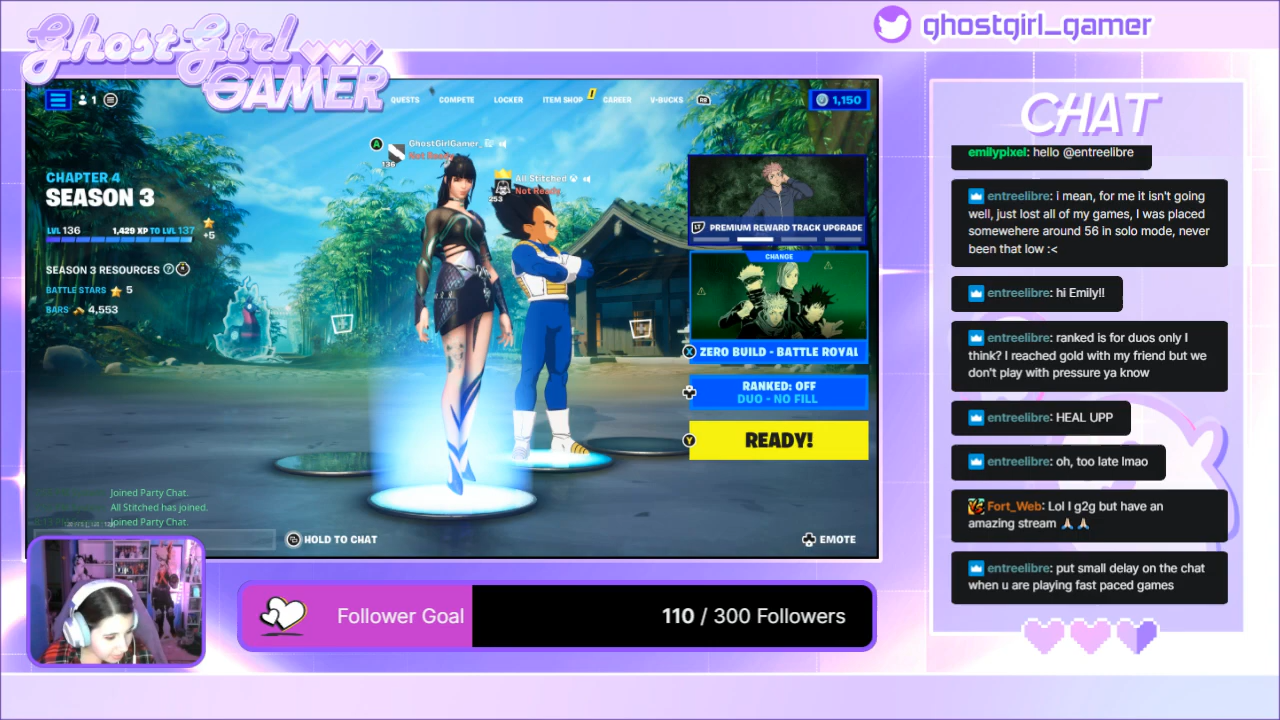 Ghost Girl
GAMER
ghostgirl_gamer
1
QUESTS
COMPETE
LOCKER
ITEM SHOP
!
CAREER
V-BUCKS
RB
1,150
A
GhostGirlGamer_
Not Ready
136
All Stitched
Not Ready
253
CHAPTER 4
SEASON 3
LVL 136
1,429 XP TO LVL 137
+5
SEASON 3 RESOURCES ?
BATTLE STARS 5
BARS 4,553
LT PREMIUM REWARD TRACK UPGRADE
CHANGE
X ZERO BUILD - BATTLE ROYAL
RANKED: OFF
DUO - NO FILL
Y READY!
Joined Party Chat.
All Stitched has joined.
Joined Party Chat.
HOLD TO CHAT
EMOTE
Follower Goal
110 / 300 Followers
CHAT
emilypixel: hello @entreelibre
entreelibre: i mean, for me it isn't going
well, just lost all of my games, I was placed
somewehere around 56 in solo mode, never
been that low :<
entreelibre: hi Emily!!
entreelibre: ranked is for duos only I
think? I reached gold with my friend but we
don't play with pressure ya know
entreelibre: HEAL UPP
entreelibre: oh, too late lmao
Fort_Web: Lol I g2g but have an
amazing stream 🙏🏻 🙏🏻
entreelibre: put small delay on the chat
when u are playing fast paced games